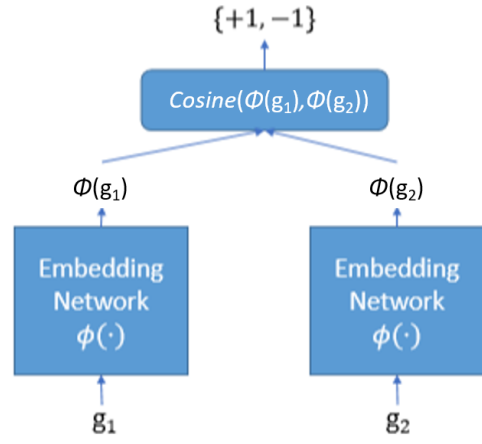 {+1, −1}
Cosine(Φ(g₁),Φ(g₂))
Φ(g₁)
Φ(g₂)
Embedding
Network
ϕ(·)
Embedding
Network
ϕ(·)
g₁
g₂